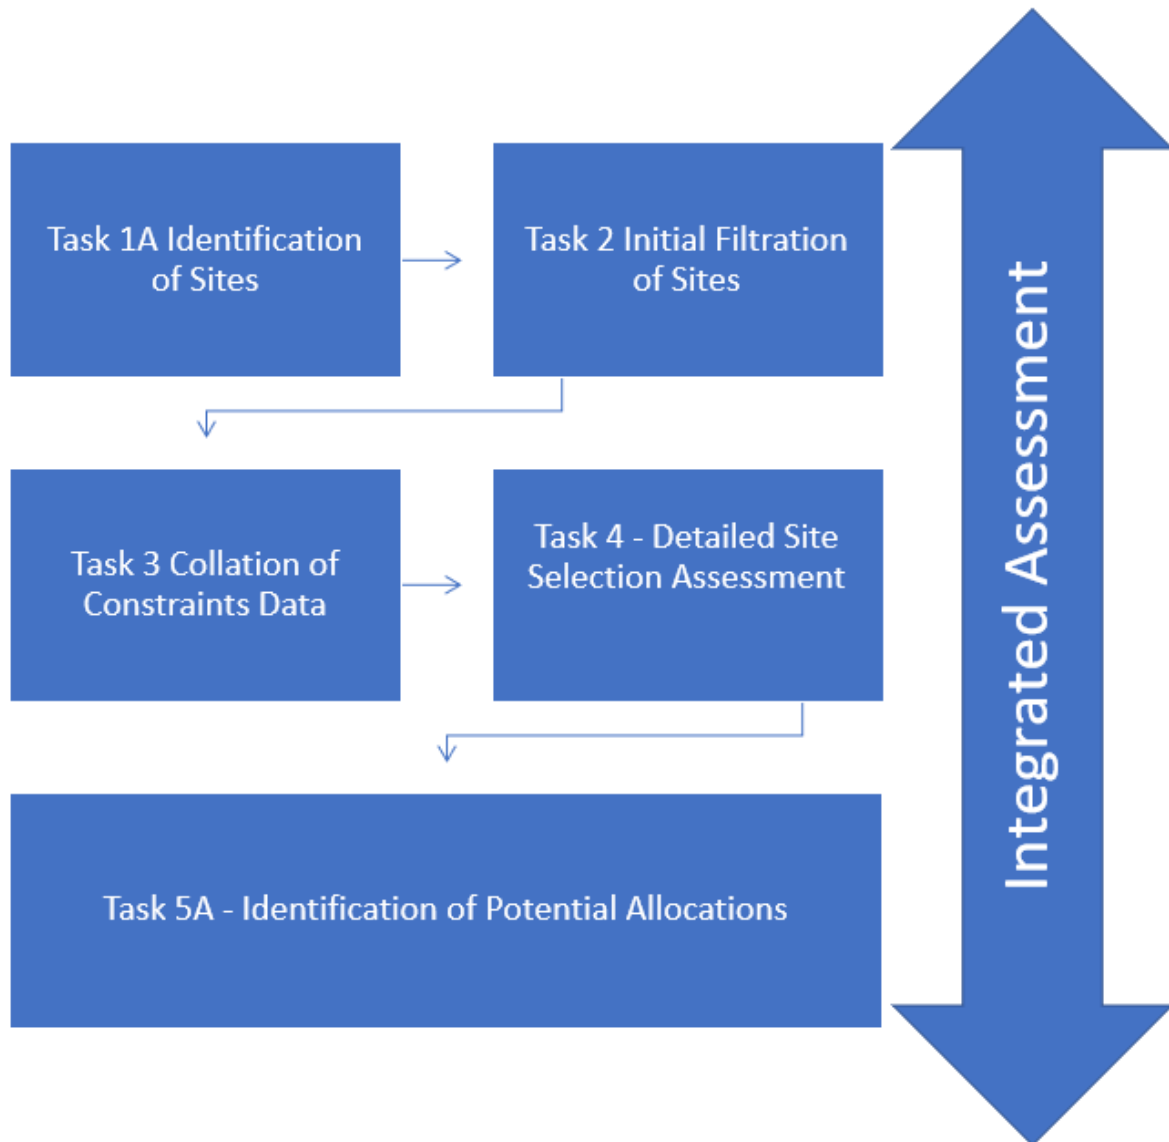 Task 1A Identification
of Sites
Task 2 Initial Filtration
of Sites
Task 3 Collation of
Constraints Data
Task 4 - Detailed Site
Selection Assessment
Task 5A - Identification of Potential Allocations
Integrated Assessment